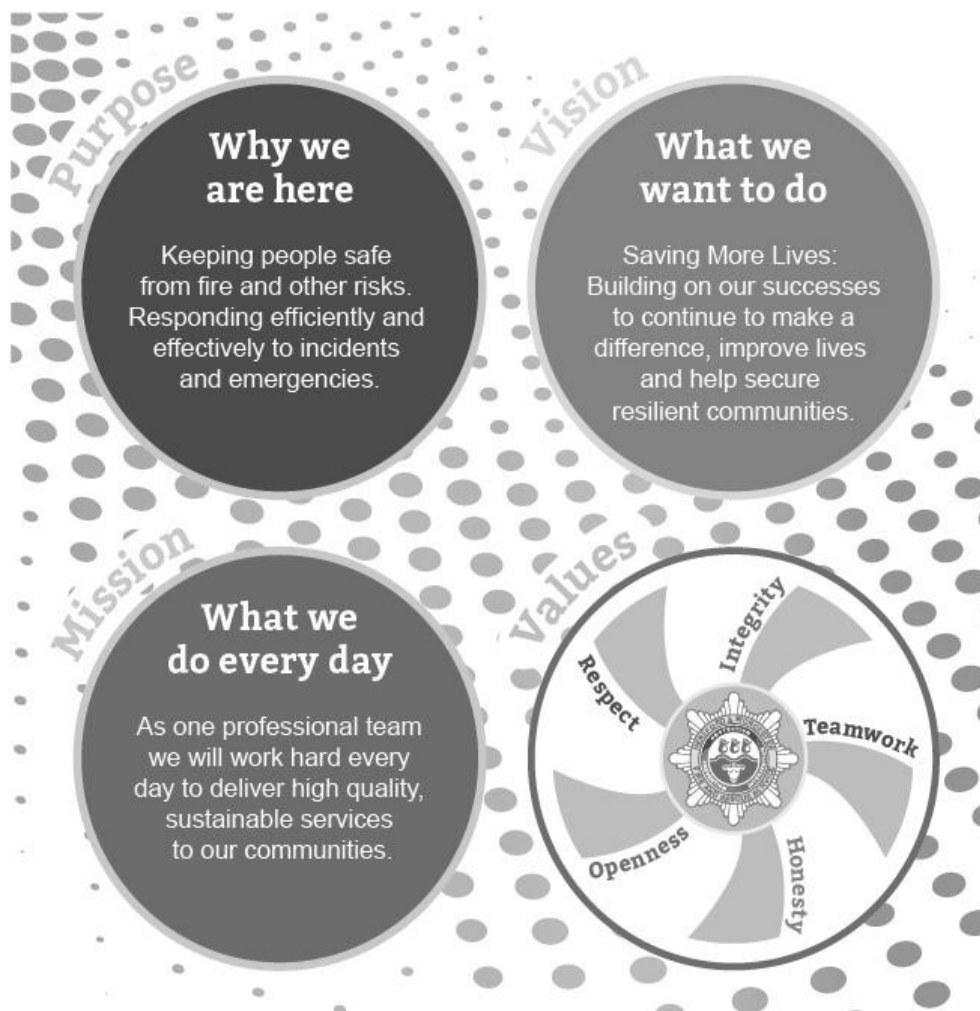 Purpose
Why we
are here
Keeping people safe
from fire and other risks.
Responding efficiently and
effectively to incidents
and emergencies.
Vision
What we
want to do
Saving More Lives:
Building on our successes
to continue to make a
difference, improve lives
and help secure
resilient communities.
Mission
What we
do every day
As one professional team
we will work hard every
day to deliver high quality,
sustainable services
to our communities.
Values
Integrity
Teamwork
Honesty
Openness
Respect